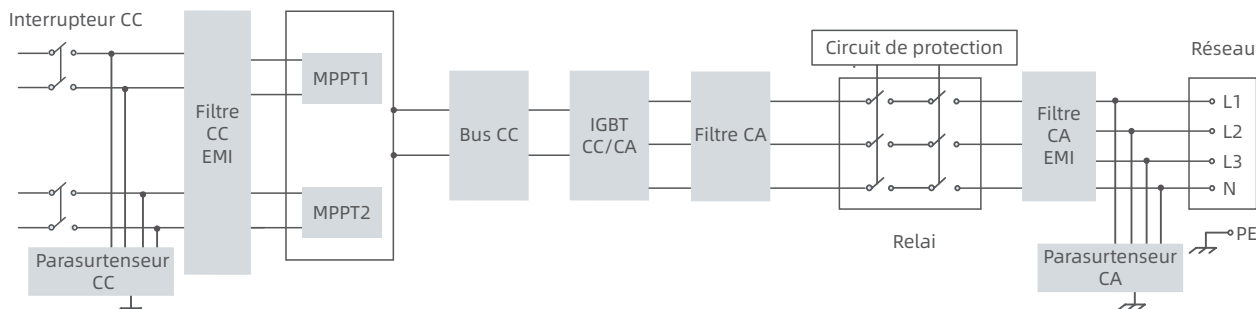 Interrupteur CC
Filtre
CC
EMI
MPPT1
MPPT2
Parasurtenseur
CC
Bus CC
IGBT
CC/CA
Filtre CA
Circuit de protection
Relai
Filtre
CA
EMI
Réseau
L1
L2
L3
N
PE
Parasurtenseur
CA